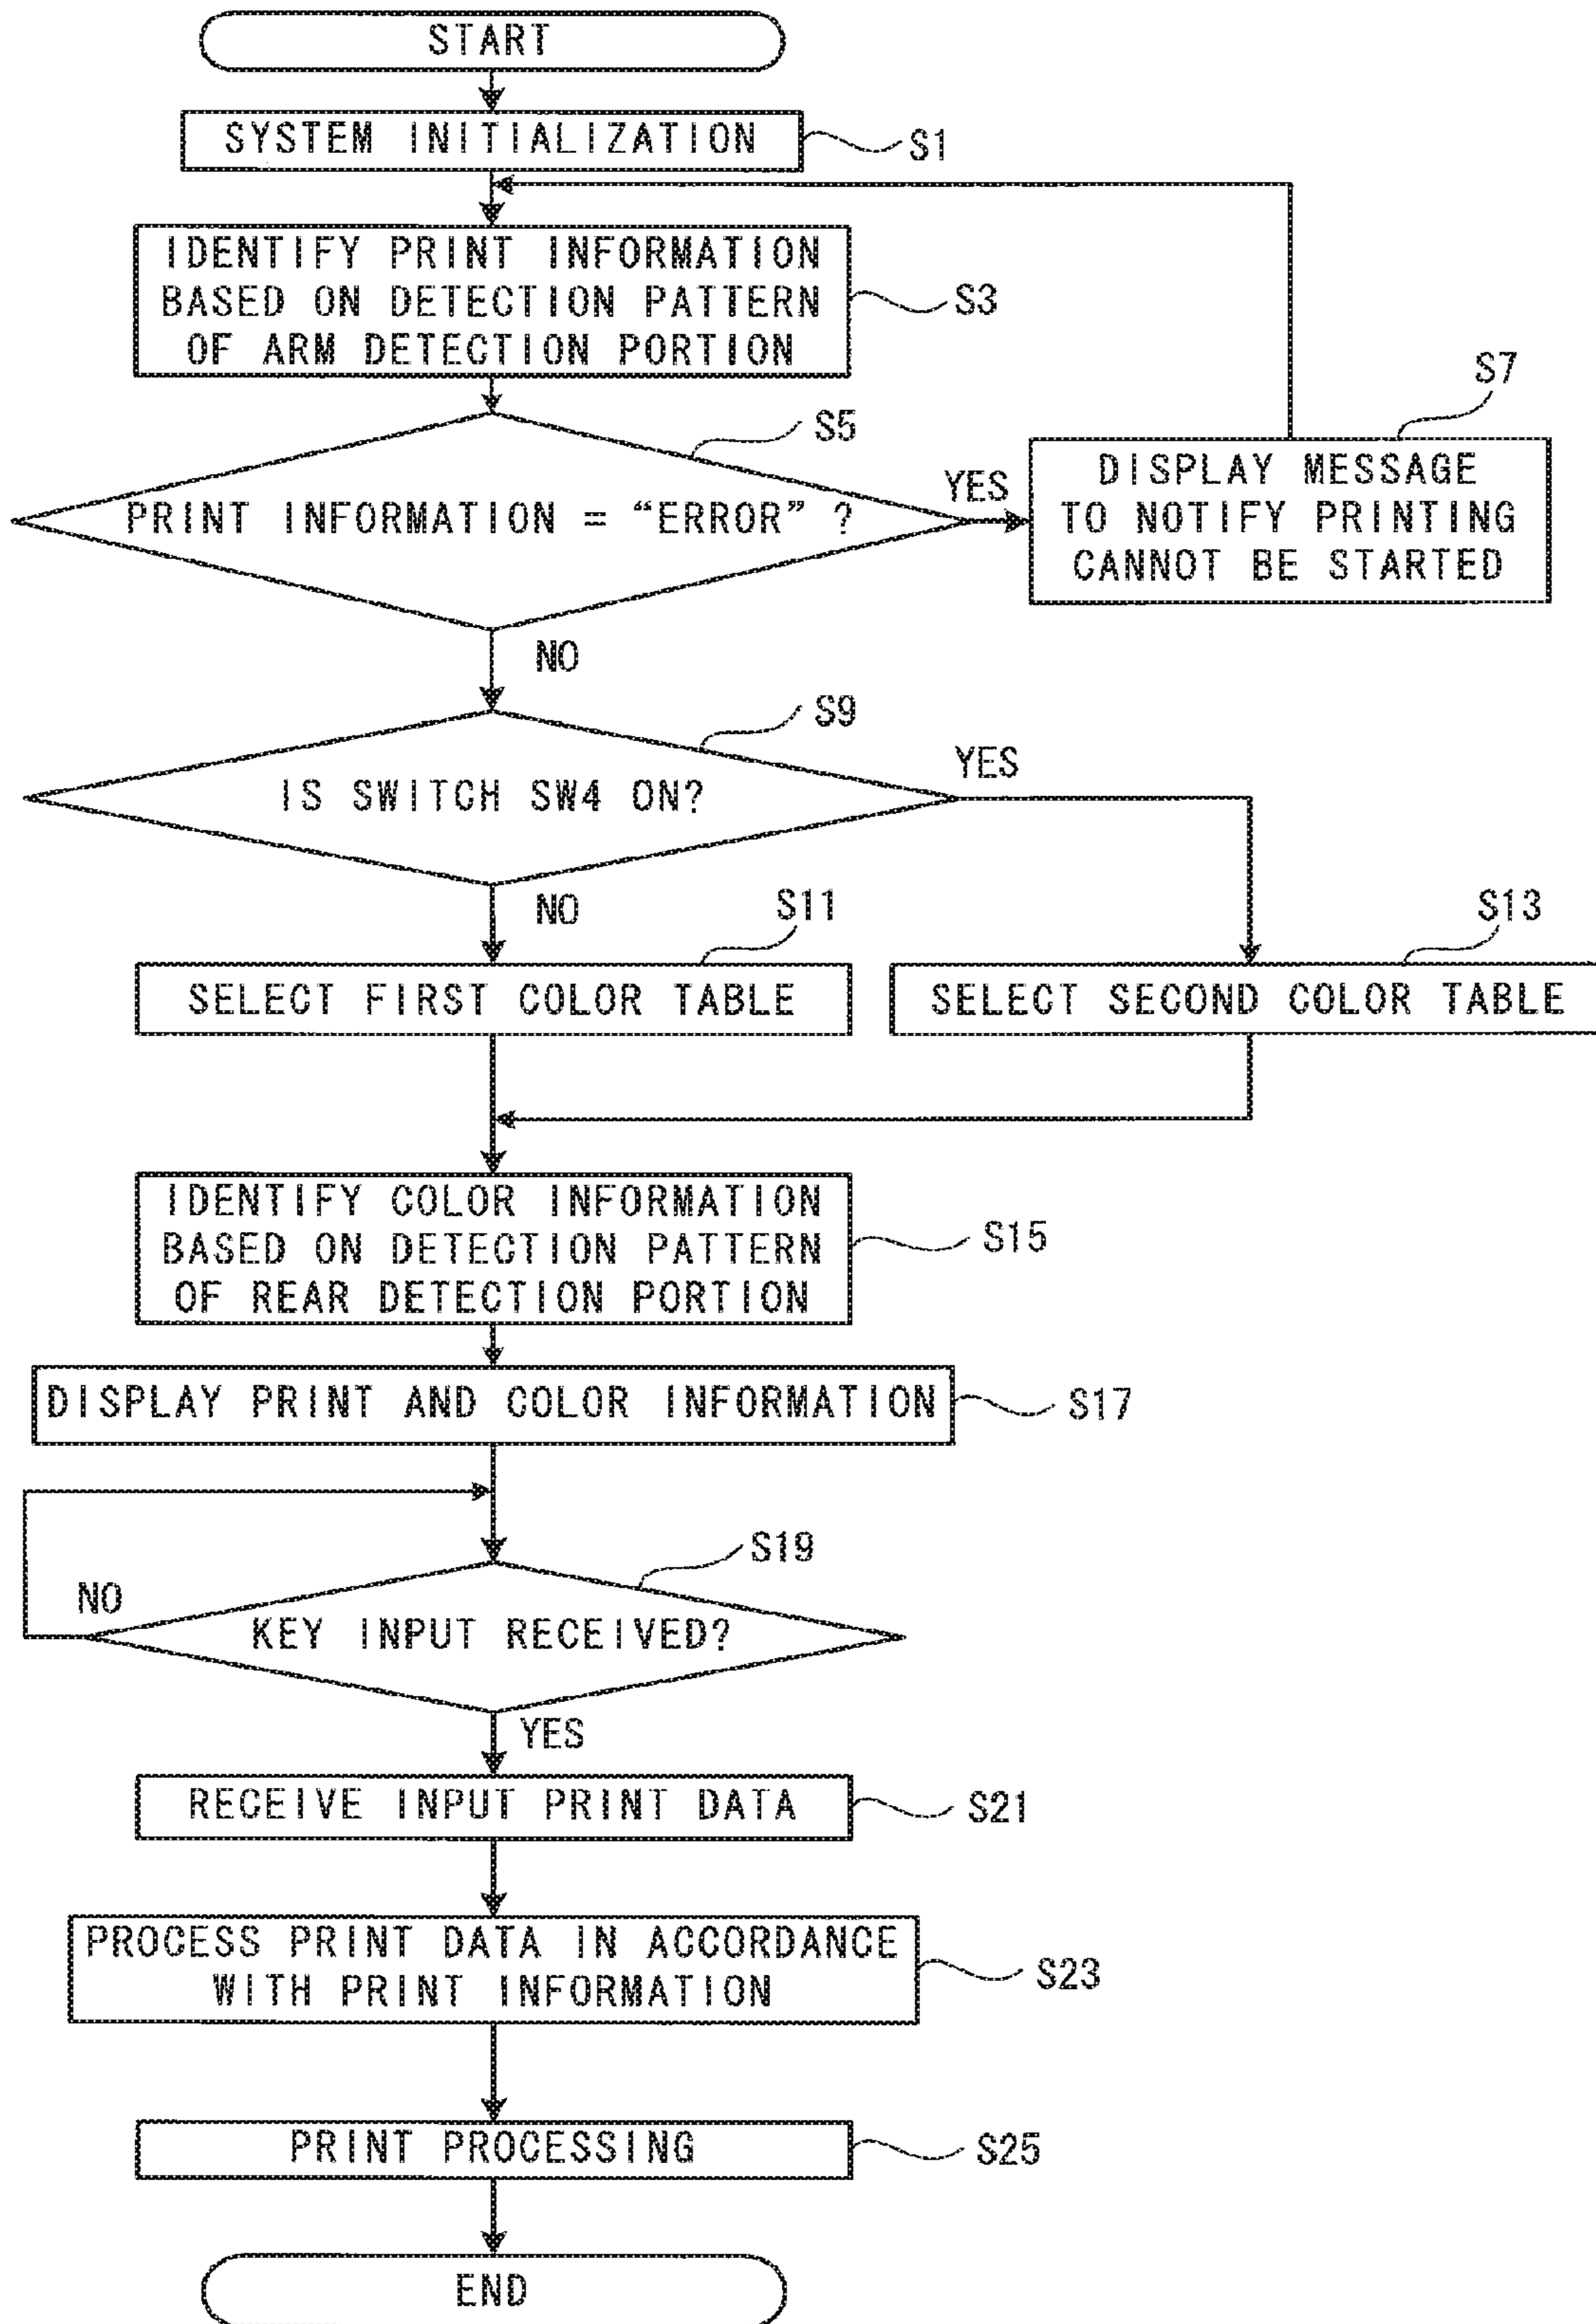 START
SYSTEM INITIALIZATION
S1
IDENTIFY PRINT INFORMATION
BASED ON DETECTION PATTERN
OF ARM DETECTION PORTION
S3
S5
PRINT INFORMATION = “ERROR” ?
YES
S7
DISPLAY MESSAGE
TO NOTIFY PRINTING
CANNOT BE STARTED
NO
S9
IS SWITCH SW4 ON?
YES
NO
S11
SELECT FIRST COLOR TABLE
S13
SELECT SECOND COLOR TABLE
IDENTIFY COLOR INFORMATION
BASED ON DETECTION PATTERN
OF REAR DETECTION PORTION
S15
DISPLAY PRINT AND COLOR INFORMATION
S17
S19
NO
KEY INPUT RECEIVED?
YES
RECEIVE INPUT PRINT DATA
S21
PROCESS PRINT DATA IN ACCORDANCE
WITH PRINT INFORMATION
S23
PRINT PROCESSING
S25
END